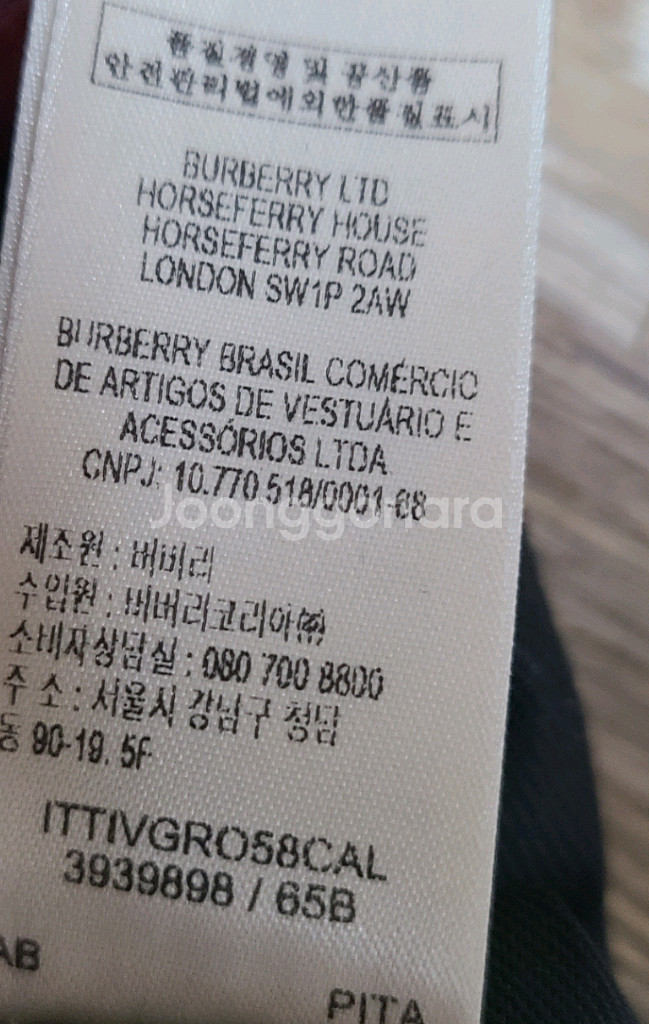 품질경영 및 공산품
안전관리법에의한품질표시
BURBERRY LTD
HORSEFERRY HOUSE
HORSEFERRY ROAD
LONDON SW1P 2AW
BURBERRY BRASIL COMÉRCIO
DE ARTIGOS DE VESTUÁRIO E
ACESSÓRIOS LTDA
CNPJ: 10.770.518/0001-68
Joonggonara
제조원 : 버버리
수입원 : 버버리코리아㈜
소비자상담실 : 080 700 8800
주 소 : 서울시 강남구 청담
동 90-19. 5F
ITTIVGRO58CAL
3939898 / 65B
AB
PITA